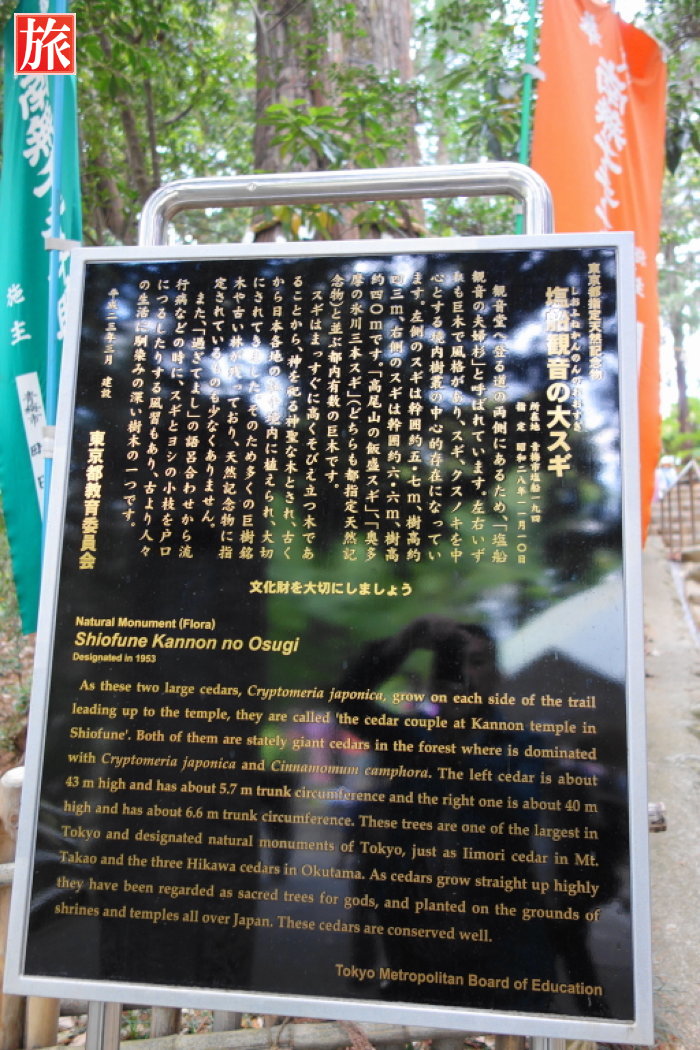 旅
南無大慈悲
施主
青梅市
施主
東京都指定天然記念物
しおふねかんのんのおおすぎ
塩船観音の大スギ
所在地 青梅市塩船一九四
指定 昭和二八年一一月一〇日
観音堂へ登る道の両側にあるため、「塩船
観音の夫婦杉」と呼ばれています。左右いず
れも巨木で風格があり、スギ、クスノキを中
心とする境内樹叢の中心的存在になってい
ます。左側のスギは幹囲約五・七m、樹高約
四三m、右側のスギは幹囲約六・六m、樹高
約四〇mです。「高尾山の飯盛スギ」、「奥多
摩の氷川三本スギ」(どちらも都指定天然記
念物)と並ぶ都内有数の巨木です。
スギはまっすぐに高くそびえ立つ木であ
ることから、神を祀る神聖な木とされ、古く
から日本各地の社寺境内に植えられ、大切
にされてきました。そのため多くの巨樹銘
木や古い林が残っており、天然記念物に指
定されているものも少なくありません。
また、「過ぎてまし」の語呂合わせから流
行病などの時に、スギとヨシの小枝を戸口
につるしたりする風習もあり、古より人々
の生活に馴染みの深い樹木の一つです。
平成二三年三月 建設
東京都教育委員会
文化財を大切にしましょう
Natural Monument (Flora)
Shiofune Kannon no Osugi
Designated in 1953
As these two large cedars, Cryptomeria japonica, grow on each side of the trail
leading up to the temple, they are called 'the cedar couple at Kannon temple in
Shiofune'. Both of them are stately giant cedars in the forest where is dominated
with Cryptomeria japonica and Cinnamomum camphora. The left cedar is about
43 m high and has about 5.7 m trunk circumference and the right one is about 40 m
high and has about 6.6 m trunk circumference. These trees are one of the largest in
Tokyo and designated natural monuments of Tokyo, just as Iimori cedar in Mt.
Takao and the three Hikawa cedars in Okutama. As cedars grow straight up highly
they have been regarded as sacred trees for gods, and planted on the grounds of
shrines and temples all over Japan. These cedars are conserved well.
Tokyo Metropolitan Board of Education